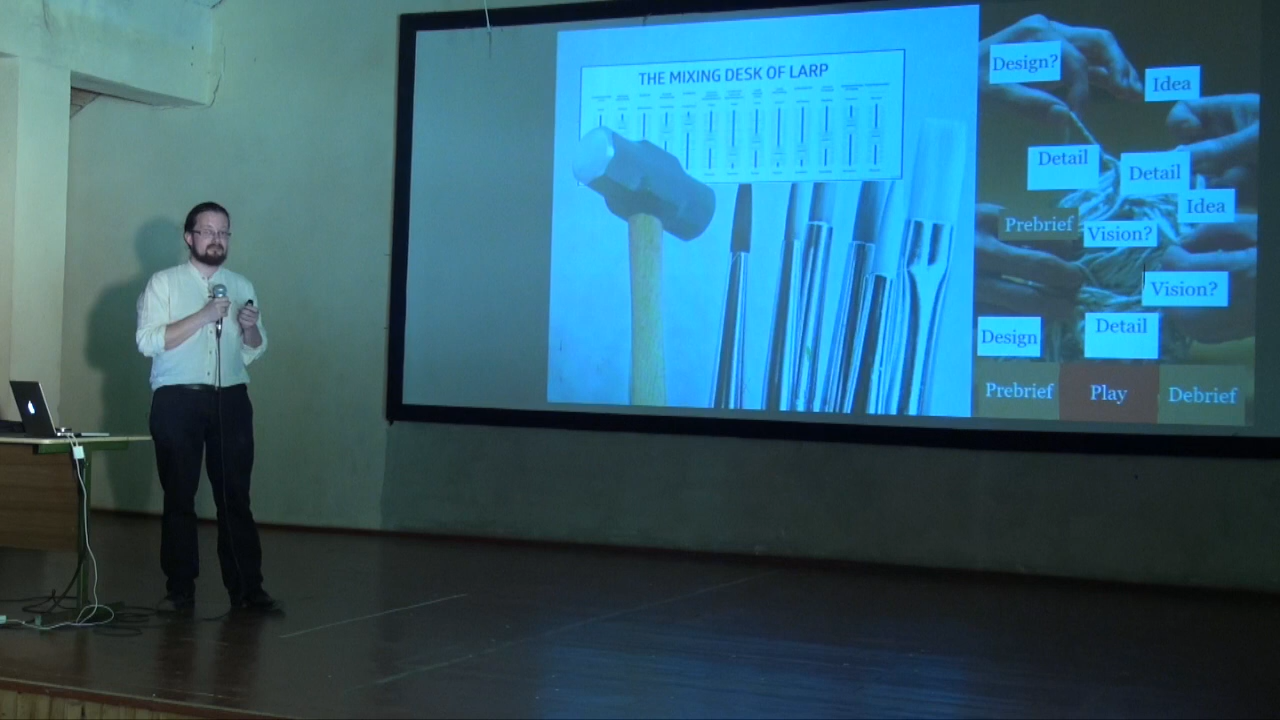 THE MIXING DESK OF LARP
Design?
Idea
Detail
Detail
Idea
Prebrief
Vision?
Vision?
Design
Detail
Prebrief
Play
Debrief